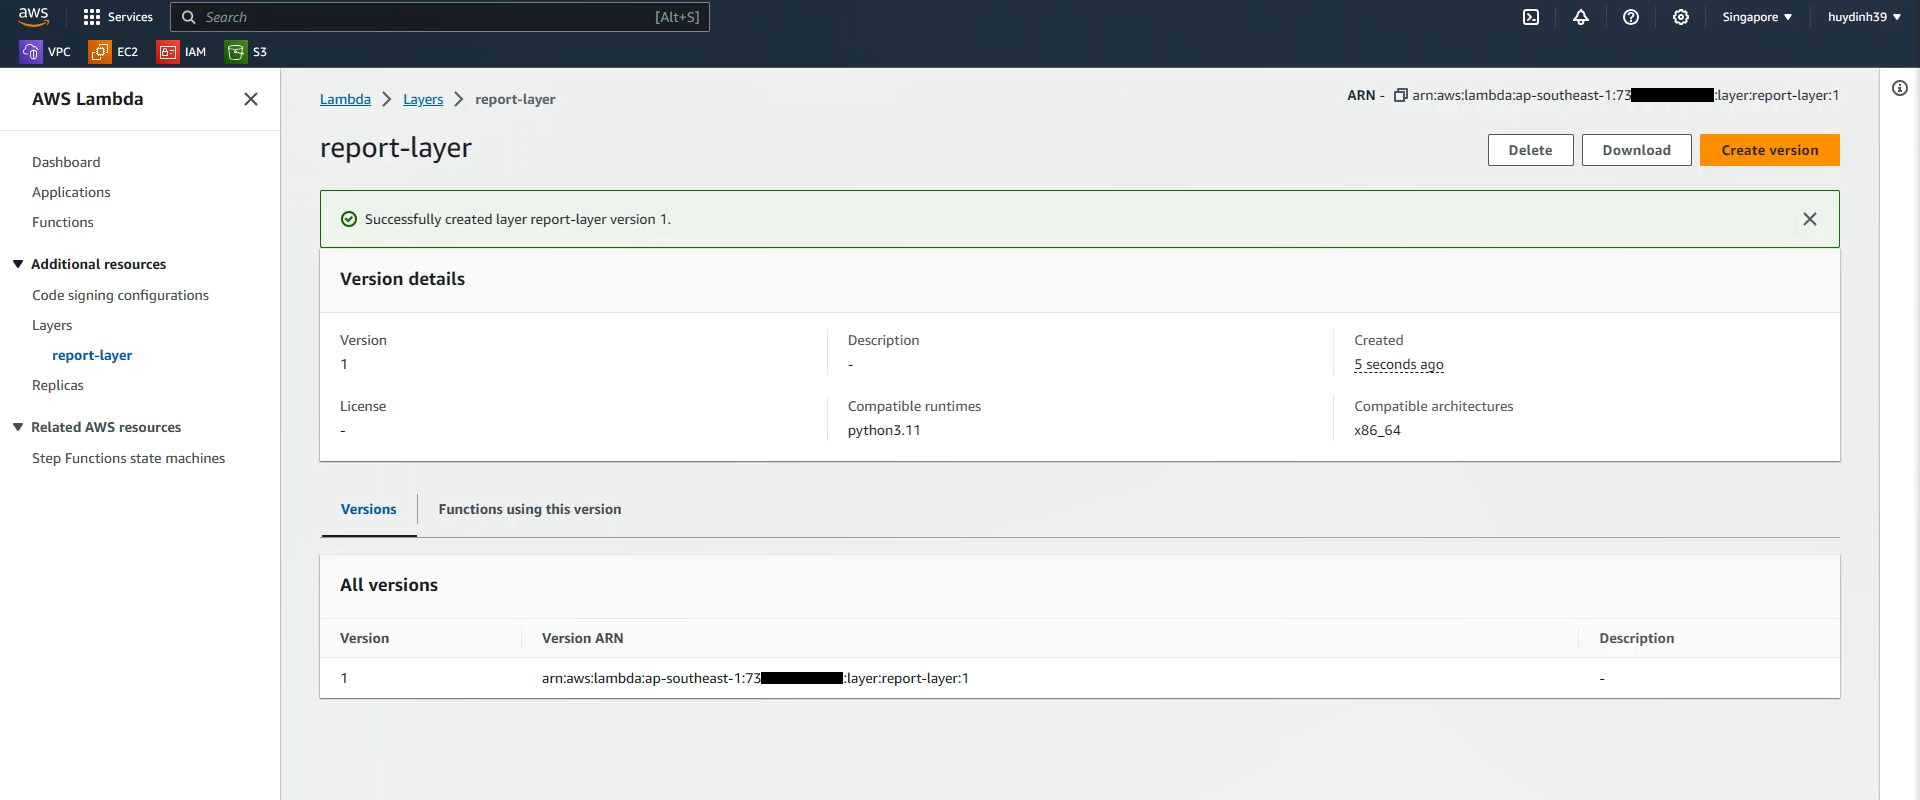 aws
Services
Search
[Alt+S]
Singapore
huydinh39
VPC
EC2
IAM
S3
AWS Lambda
Dashboard
Applications
Functions
Additional resources
Code signing configurations
Layers
report-layer
Replicas
Related AWS resources
Step Functions state machines
Lambda
Layers
report-layer
ARN - arn:aws:lambda:ap-southeast-1:73 :layer:report-layer:1
report-layer
Delete
Download
Create version
Successfully created layer report-layer version 1.
Version details
Version
1
Description
-
Created
5 seconds ago
License
-
Compatible runtimes
python3.11
Compatible architectures
x86_64
Versions
Functions using this version
All versions
Version
Version ARN
Description
1
arn:aws:lambda:ap-southeast-1:73 :layer:report-layer:1
-